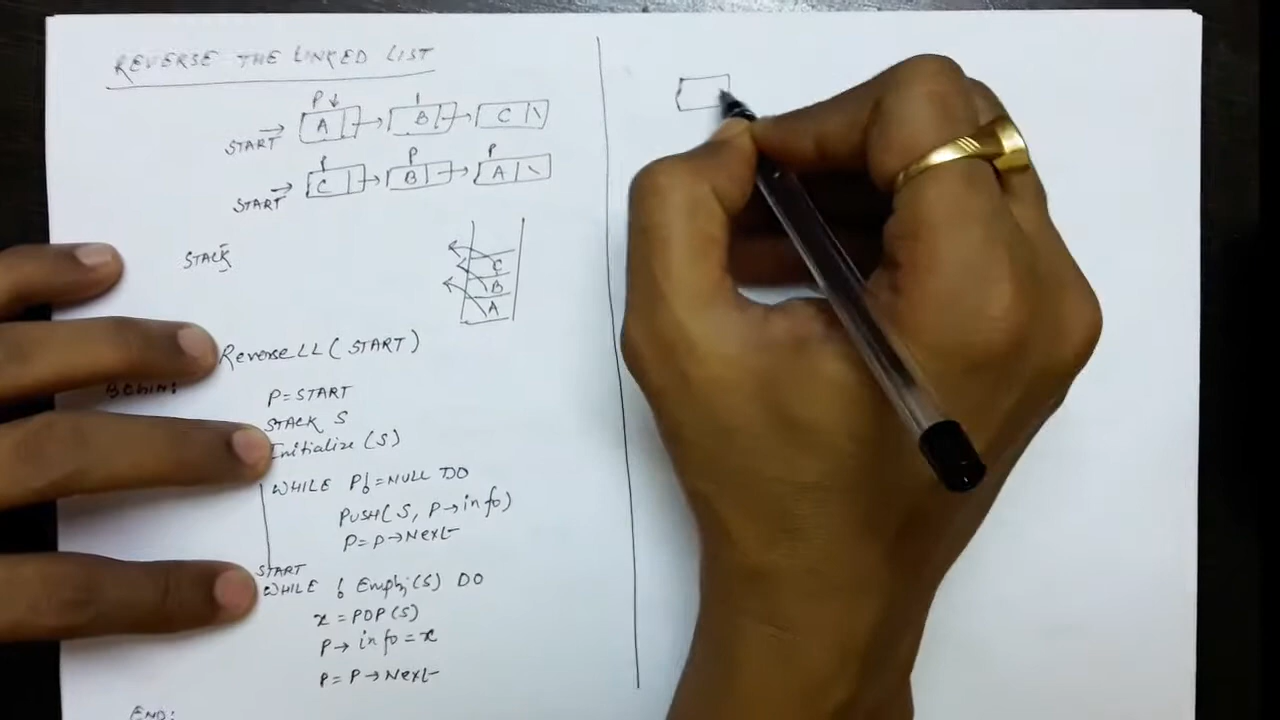 REVERSE THE LINKED LIST
P
START A B C
P P P
START C B A
STACK
C
B
A
ReverseLL(START)
BEGIN:
P=START
STACK S
Initialize(S)
WHILE P!=NULL DO
PUSH(S, P→info)
P=P→Next
START
WHILE ! Empty(S) DO
x=POP(S)
P→info=x
P=P→Next
END: